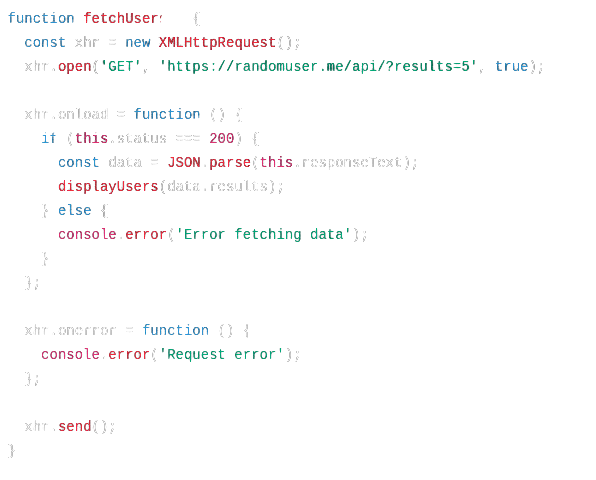 function fetchUsers {
  const xhr = new XMLHttpRequest();
  xhr.open('GET', 'https://randomuser.me/api/?results=5', true);
  xhr.onload = function () {
    if (this.status === 200) {
      const data = JSON.parse(this.responseText);
      displayUsers(data.results);
    } else {
      console.error('Error fetching data');
    }
  };
  xhr.onerror = function () {
    console.error('Request error');
  };
  xhr.send();
}